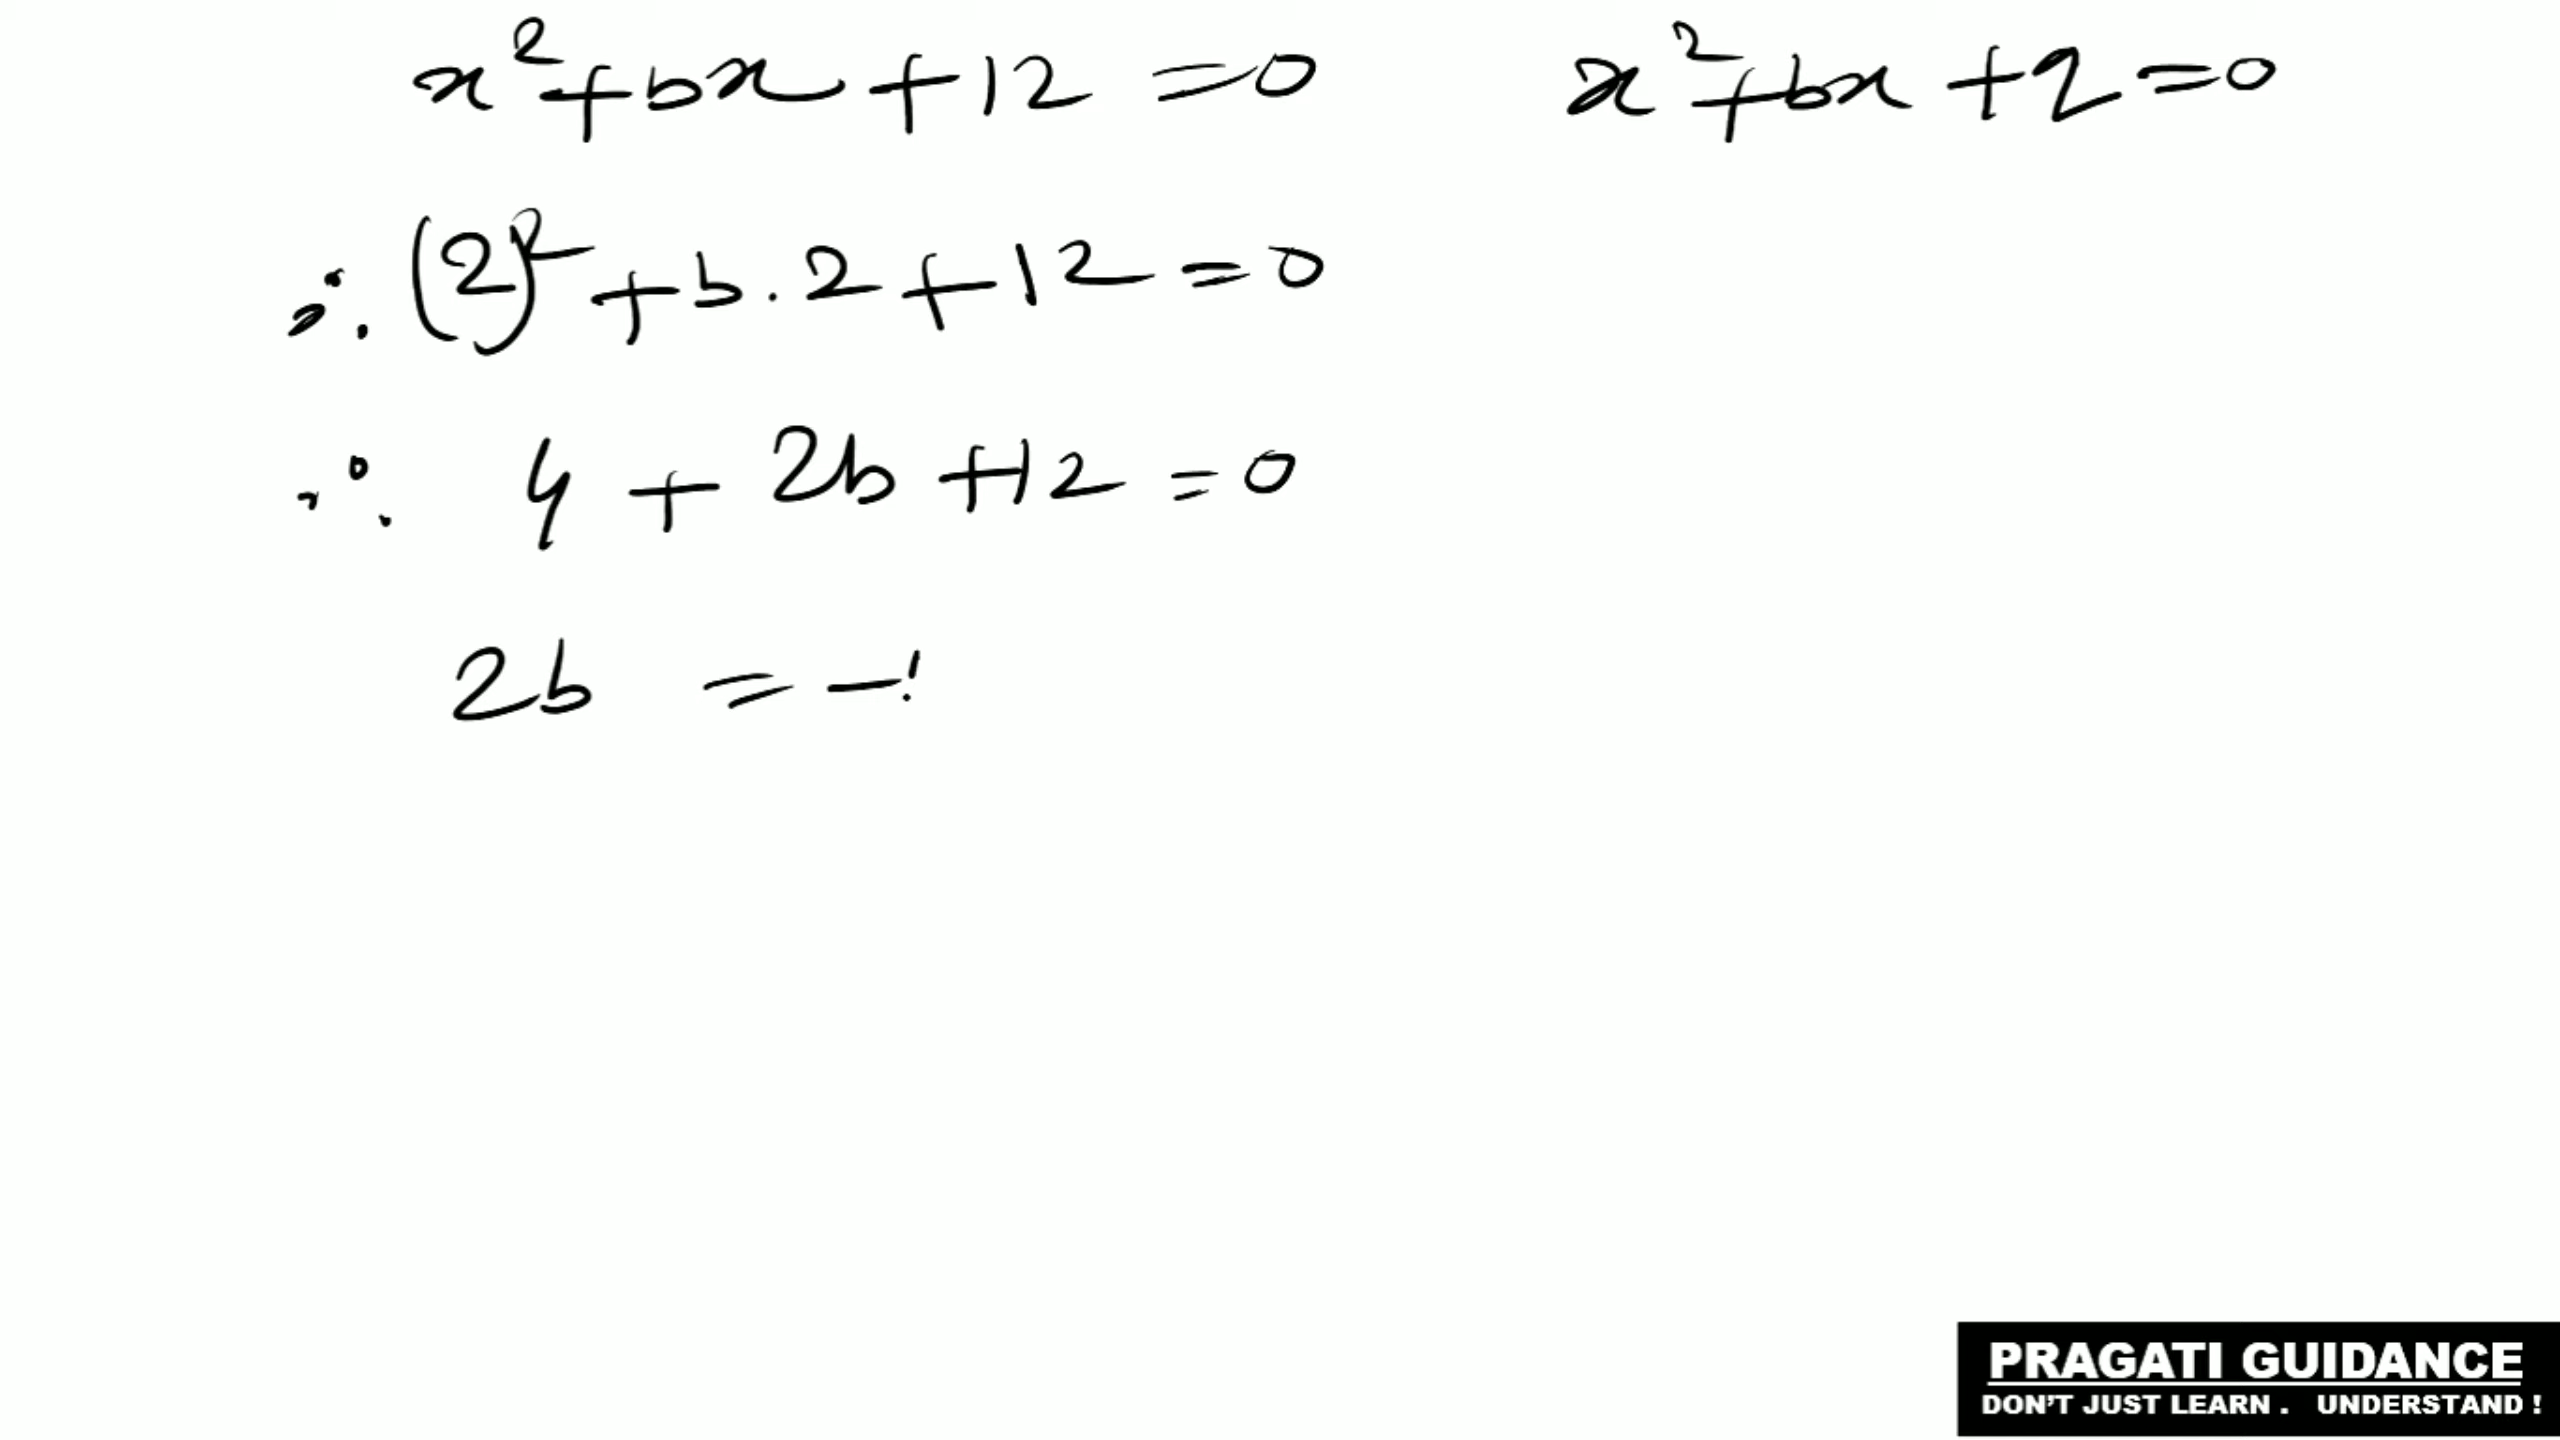 x² + bx + 12 = 0
x² + bx + q = 0
∴ (2)² + b . 2 + 12 = 0
∴ 4 + 2b + 12 = 0
2b = -
PRAGATI GUIDANCE
DON'T JUST LEARN . UNDERSTAND !